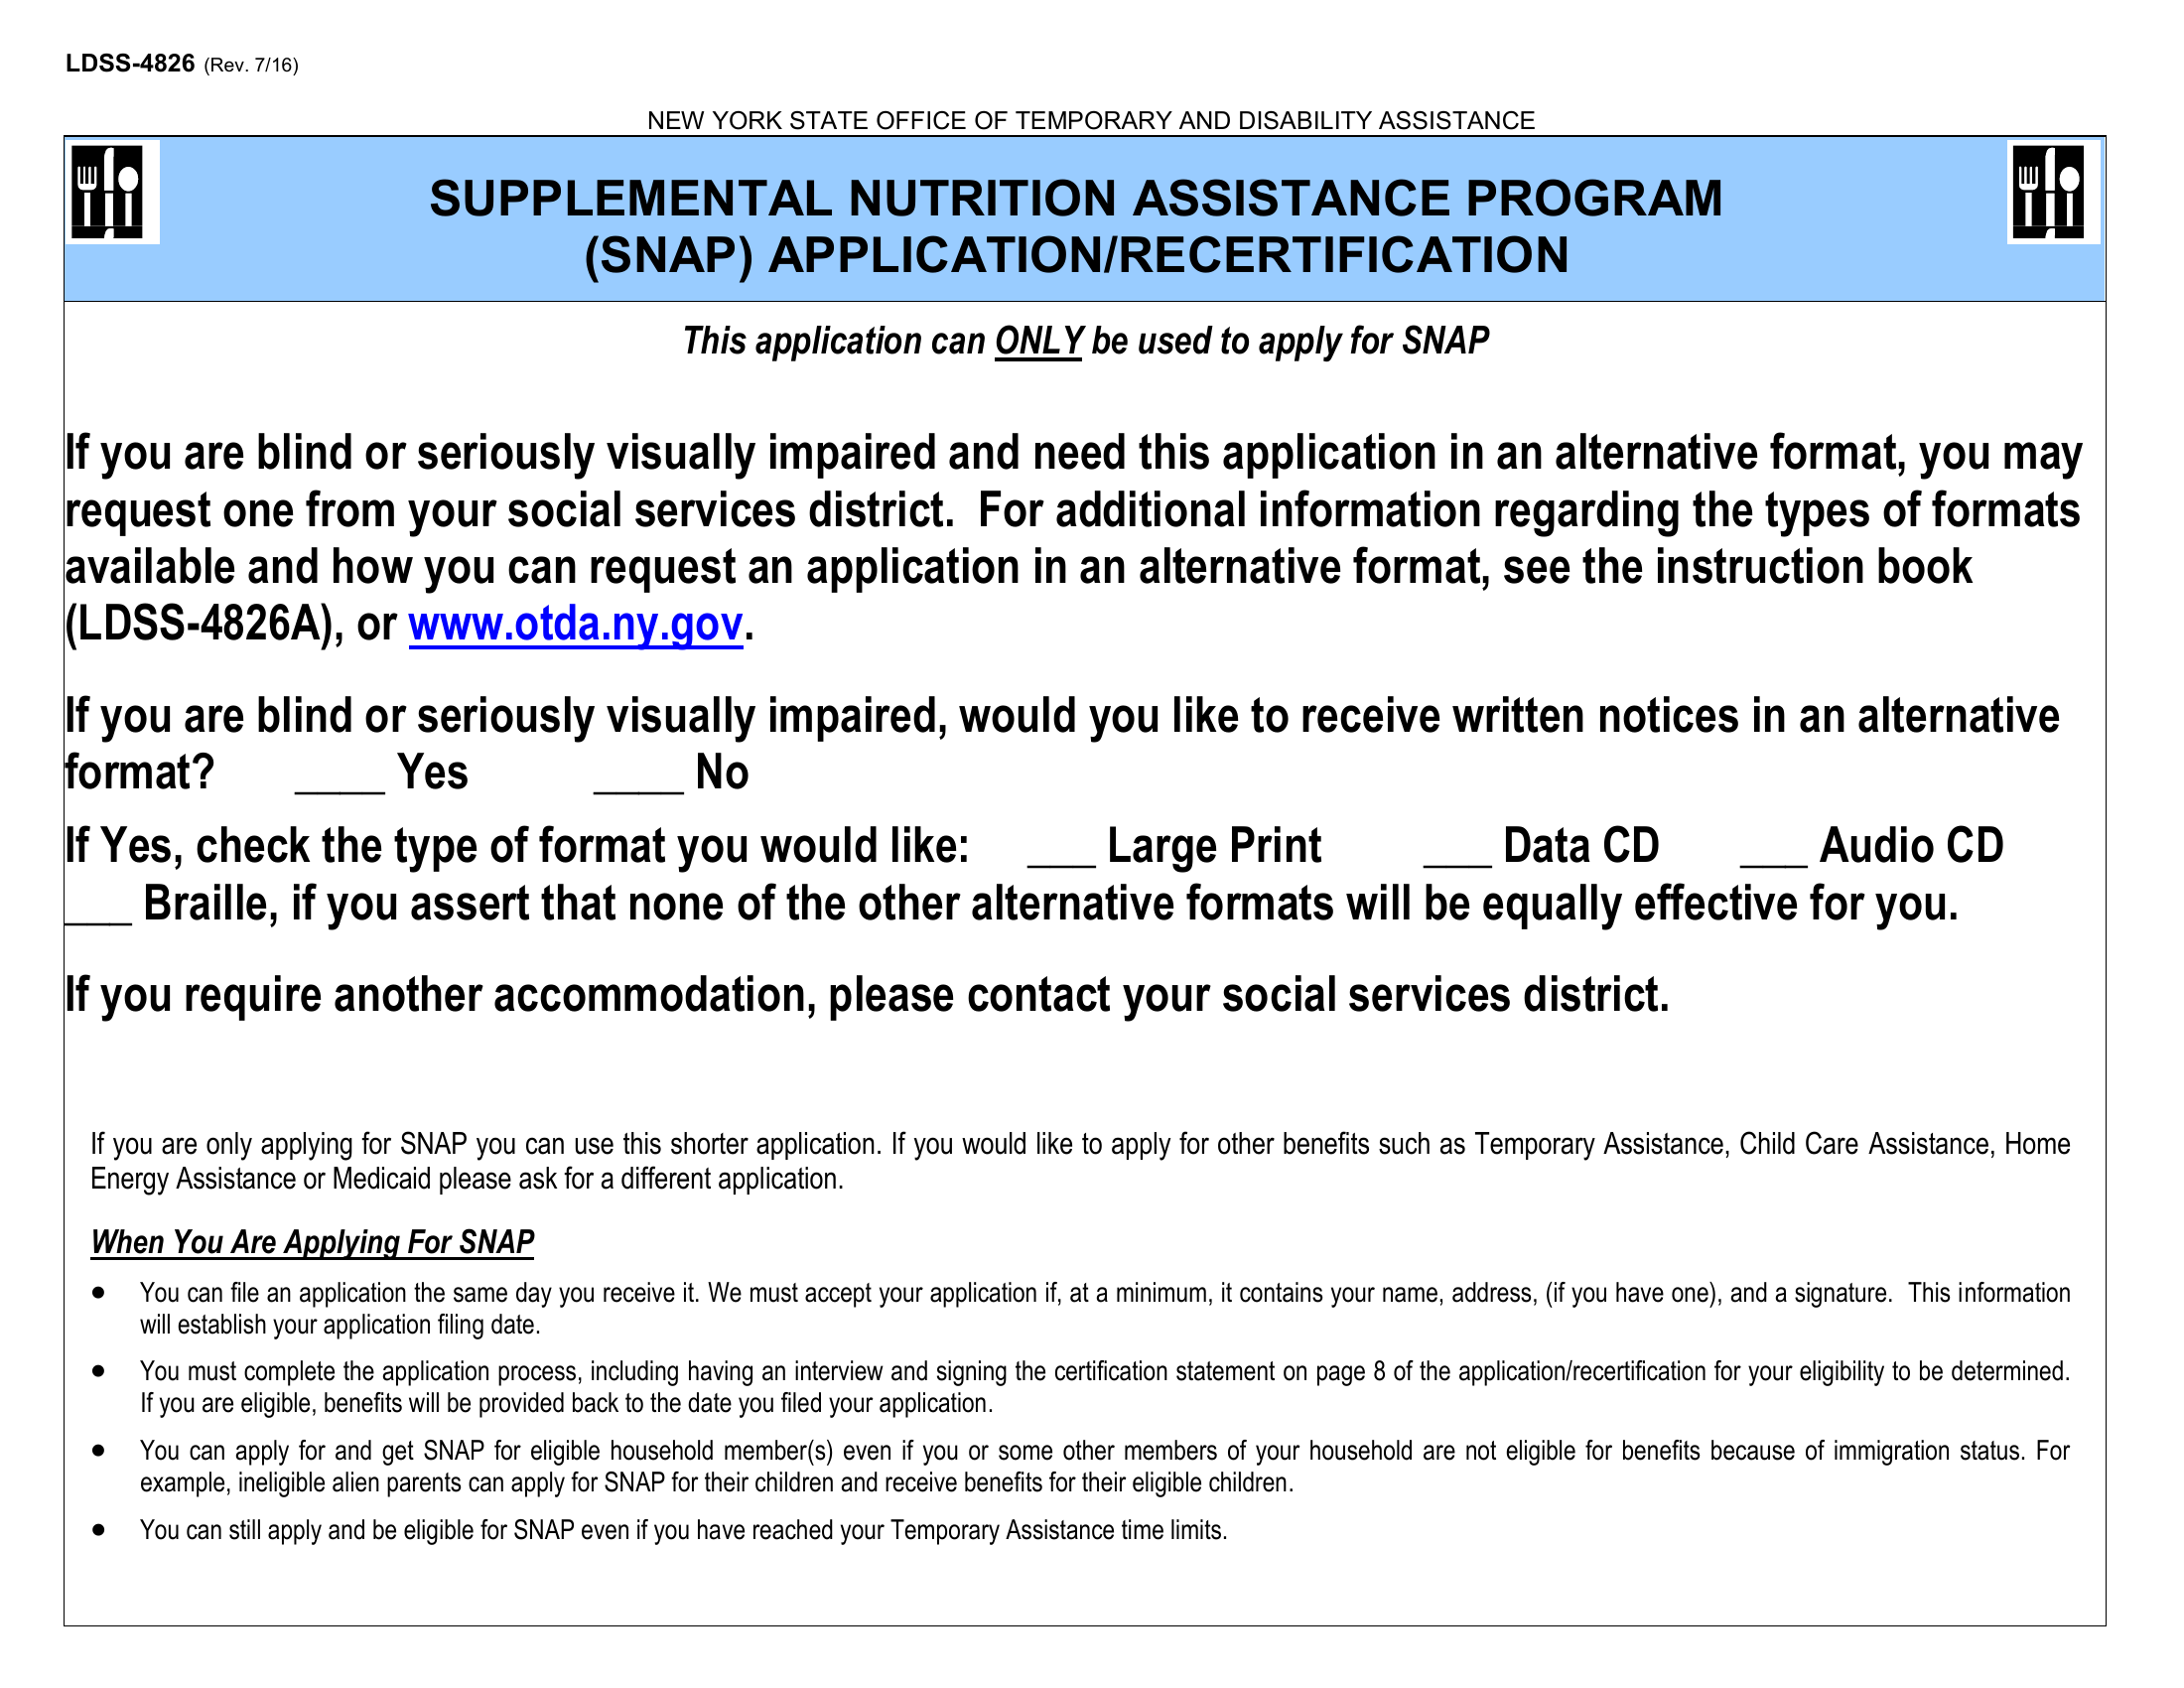 LDSS-4826 (Rev. 7/16)
NEW YORK STATE OFFICE OF TEMPORARY AND DISABILITY ASSISTANCE
SUPPLEMENTAL NUTRITION ASSISTANCE PROGRAM
(SNAP) APPLICATION/RECERTIFICATION
This application can ONLY be used to apply for SNAP
If you are blind or seriously visually impaired and need this application in an alternative format, you may
request one from your social services district.  For additional information regarding the types of formats
available and how you can request an application in an alternative format, see the instruction book
(LDSS-4826A), or www.otda.ny.gov.
If you are blind or seriously visually impaired, would you like to receive written notices in an alternative
format? ____ Yes ____ No
If Yes, check the type of format you would like: ___ Large Print ___ Data CD ___ Audio CD
___ Braille, if you assert that none of the other alternative formats will be equally effective for you.
If you require another accommodation, please contact your social services district.
If you are only applying for SNAP you can use this shorter application. If you would like to apply for other benefits such as Temporary Assistance, Child Care Assistance, Home
Energy Assistance or Medicaid please ask for a different application.
When You Are Applying For SNAP
● You can file an application the same day you receive it. We must accept your application if, at a minimum, it contains your name, address, (if you have one), and a signature.  This information
will establish your application filing date.
● You must complete the application process, including having an interview and signing the certification statement on page 8 of the application/recertification for your eligibility to be determined.
If you are eligible, benefits will be provided back to the date you filed your application.
● You can apply for and get SNAP for eligible household member(s) even if you or some other members of your household are not eligible for benefits because of immigration status. For
example, ineligible alien parents can apply for SNAP for their children and receive benefits for their eligible children.
● You can still apply and be eligible for SNAP even if you have reached your Temporary Assistance time limits.